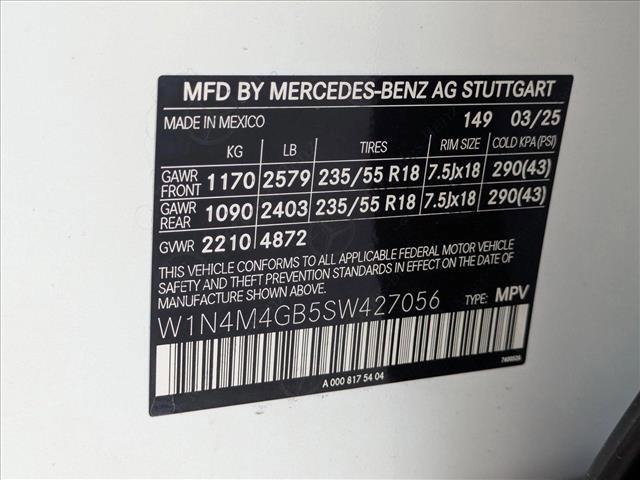 MFD BY MERCEDES-BENZ AG STUTTGART
MADE IN MEXICO 149 03/25
KG LB TIRES RIM SIZE COLD KPA(PSI)
GAWR FRONT 1170 2579 235/55 R18 7.5Jx18 290(43)
GAWR REAR 1090 2403 235/55 R18 7.5Jx18 290(43)
GVWR 2210 4872
THIS VEHICLE CONFORMS TO ALL APPLICABLE FEDERAL MOTOR VEHICLE
SAFETY AND THEFT PREVENTION STANDARDS IN EFFECT ON THE DATE OF
MANUFACTURE SHOWN ABOVE.
W1N4M4GB5SW427056 TYPE: MPV
A 000 817 54 04